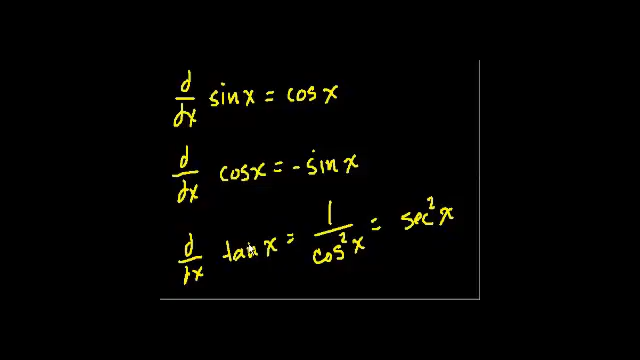 d/dx sin x = cos x
d/dx cos x = - sin x
d/dx tan x = 1/cos² x = sec² x